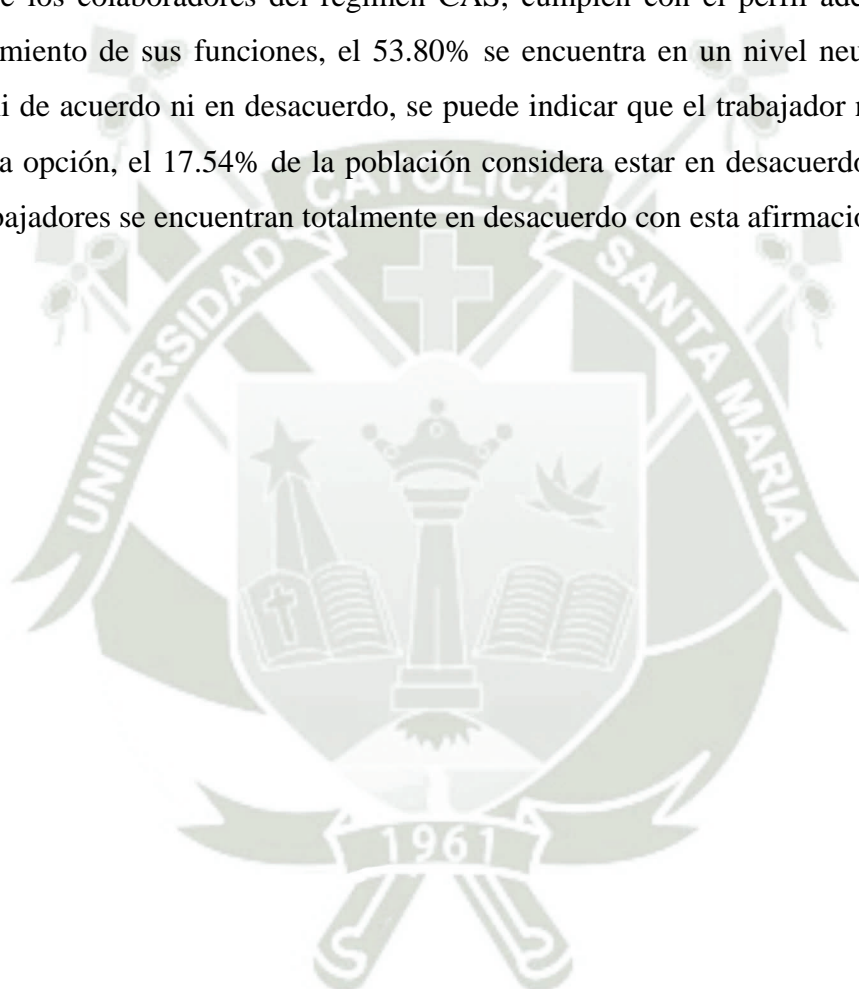 e los colaboradores del régimen CAS, cumplen con el perfil ade
miento de sus funciones, el 53.80% se encuentra en un nivel neu
i de acuerdo ni en desacuerdo, se puede indicar que el trabajador
a opción, el 17.54% de la población considera estar en desacuerdo
bajadores se encuentran totalmente en desacuerdo con esta afirmació
UNIVERSIDAD CATOLICA SANTA MARIA
1961